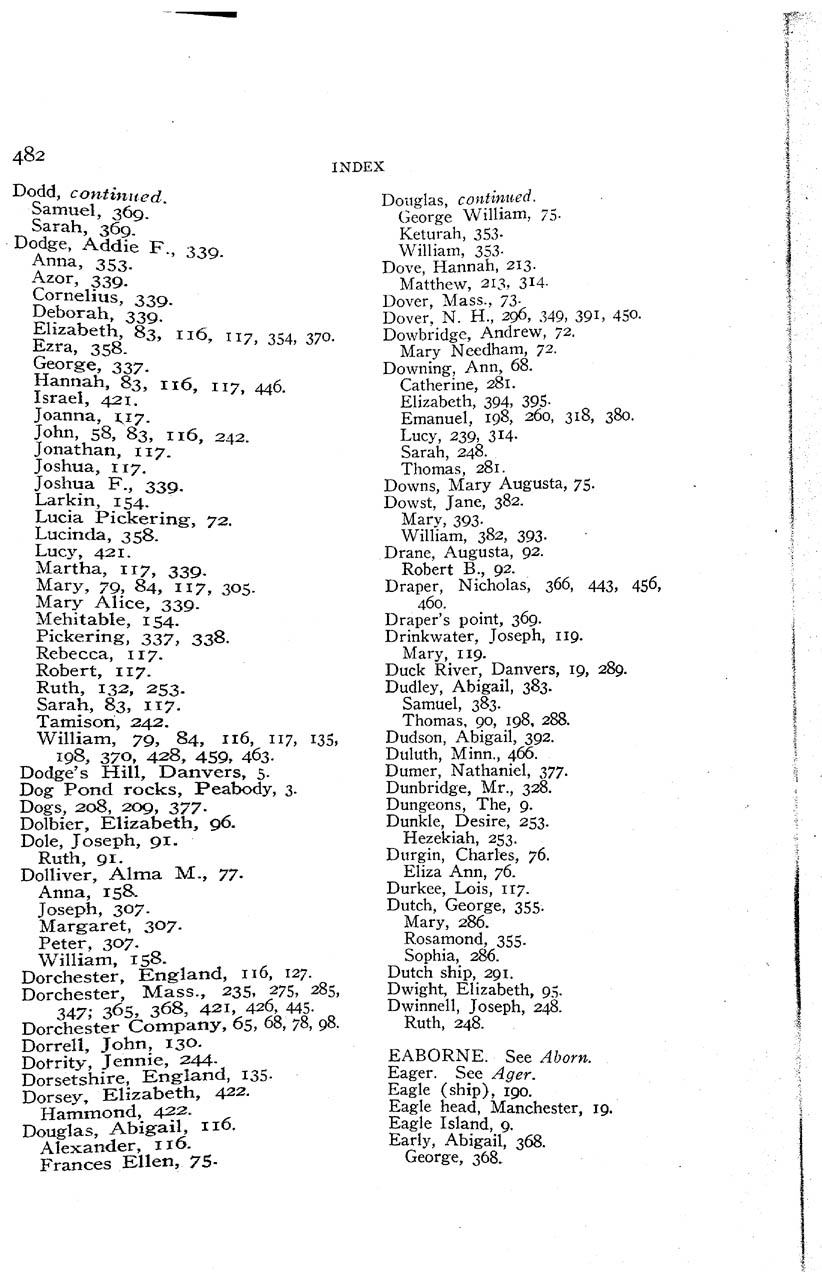 482
INDEX
Dodd, continued.
Samuel, 369.
Sarah, 369.
Dodge, Addie F., 339.
Anna, 353.
Azor, 339.
Cornelius, 339.
Deborah, 339.
Elizabeth, 83, 116, 117, 354, 370.
Ezra, 358.
George, 337.
Hannah, 83, 116, 117, 446.
Israel, 421.
Joanna, 117.
John, 58, 83, 116, 242.
Jonathan, 117.
Joshua, 117.
Joshua F., 339.
Larkin, 154.
Lucia Pickering, 72.
Lucinda, 358.
Lucy, 421.
Martha, 117, 339.
Mary, 79, 84, 117, 305.
Mary Alice, 339.
Mehitable, 154.
Pickering, 337, 338.
Rebecca, 117.
Robert, 117.
Ruth, 132, 253.
Sarah, 83, 117.
Tamison, 242.
William, 79, 84, 116, 117, 135,
198, 370, 428, 459, 463.
Dodge's Hill, Danvers, 5.
Dog Pond rocks, Peabody, 3.
Dogs, 208, 209, 377.
Dolbier, Elizabeth, 96.
Dole, Joseph, 91.
Ruth, 91.
Dolliver, Alma M., 77.
Anna, 158.
Joseph, 307.
Margaret, 307.
Peter, 307.
William, 158.
Dorchester, England, 116, 127.
Dorchester, Mass., 235, 275, 285,
347; 365, 368, 421, 426, 445.
Dorchester Company, 65, 68, 78, 98.
Dorrell, John, 130.
Dorrity, Jennie, 244.
Dorsetshire, England, 135.
Dorsey, Elizabeth, 422.
Hammond, 422.
Douglas, Abigail, 116.
Alexander, 116.
Frances Ellen, 75.
Douglas, continued.
George William, 75.
Keturah, 353.
William, 353.
Dove, Hannah, 213.
Matthew, 213, 314.
Dover, Mass., 73.
Dover, N. H., 296, 349, 391, 450.
Dowbridge, Andrew, 72.
Mary Needham, 72.
Downing, Ann, 68.
Catherine, 281.
Elizabeth, 394, 395.
Emanuel, 198, 260, 318, 380.
Lucy, 239, 314.
Sarah, 248.
Thomas, 281.
Downs, Mary Augusta, 75.
Dowst, Jane, 382.
Mary, 393.
William, 382, 393.
Drane, Augusta, 92.
Robert B., 92.
Draper, Nicholas, 366, 443, 456,
460.
Draper's point, 369.
Drinkwater, Joseph, 119.
Mary, 119.
Duck River, Danvers, 19, 289.
Dudley, Abigail, 383.
Samuel, 383.
Thomas, 90, 198, 288.
Dudson, Abigail, 392.
Duluth, Minn., 466.
Dumer, Nathaniel, 377.
Dunbridge, Mr., 328.
Dungeons, The, 9.
Dunkle, Desire, 253.
Hezekiah, 253.
Durgin, Charles, 76.
Eliza Ann, 76.
Durkee, Lois, 117.
Dutch, George, 355.
Mary, 286.
Rosamond, 355.
Sophia, 286.
Dutch ship, 291.
Dwight, Elizabeth, 95.
Dwinnell, Joseph, 248.
Ruth, 248.
EABORNE. See Aborn.
Eager. See Ager.
Eagle (ship), 190.
Eagle head, Manchester, 19.
Eagle Island, 9.
Early, Abigail, 368.
George, 368.